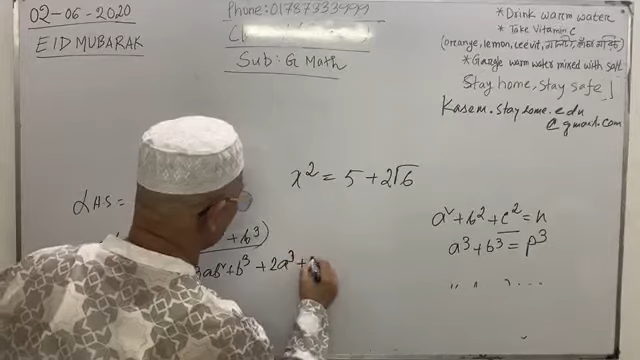 02-06-2020
EID MUBARAK
Phone: 01787333999
Sub: G Math
* Drink warm water
* Take Vitamin C
(orange, lemon, ceevit,
* Gargle warm water mixed with salt
Stay home, Stay safe
Kasem.stayhome.edu
@gmail.com
x² = 5 + 2√6
LHS =
+ b³)
3ab² + b³ + 2a³ +
a² + b² + c² = n
a³ + b³ = p³